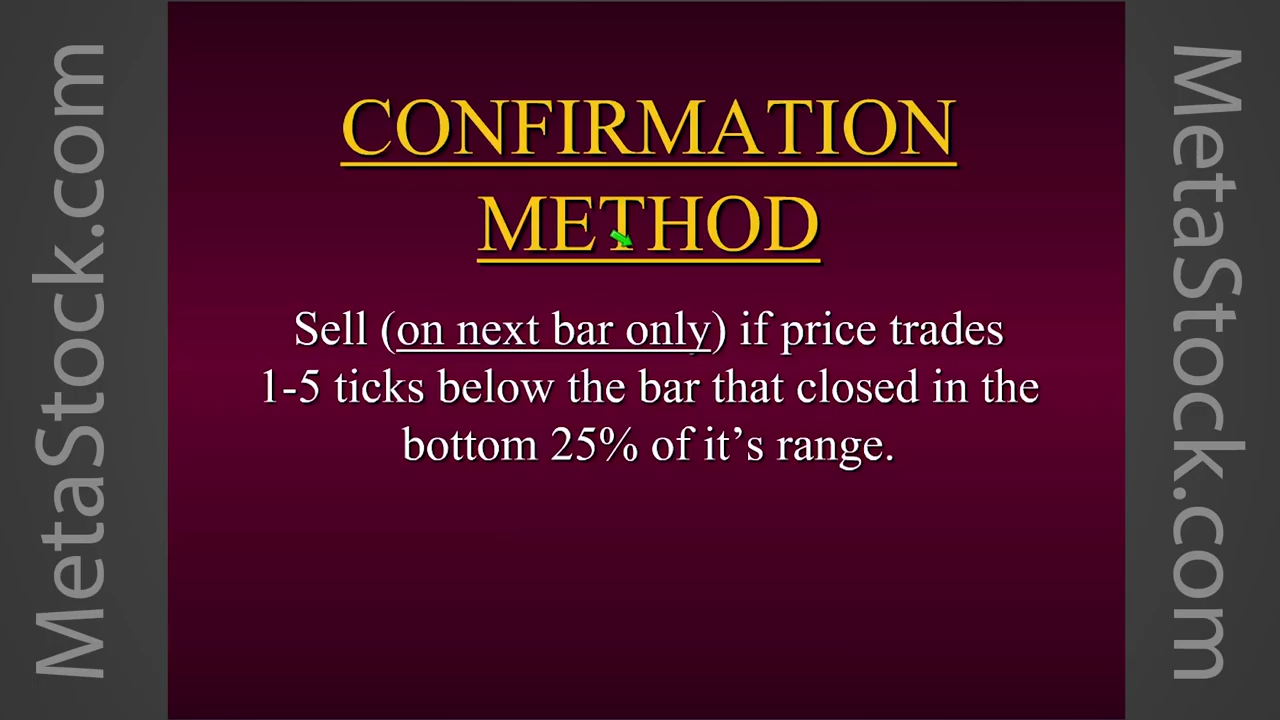 MetaStock.com
CONFIRMATION
METHOD
Sell (on next bar only) if price trades
1-5 ticks below the bar that closed in the
bottom 25% of it’s range.
MetaStock.com